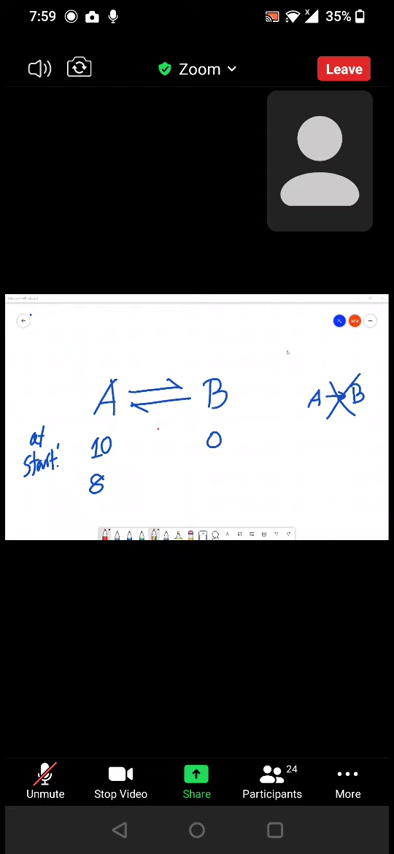 7:59
X
35%
Zoom
Leave
A ⇌ B
A → B
at
start:
10
0
8
Unmute
Stop Video
Share
Participants
24
More